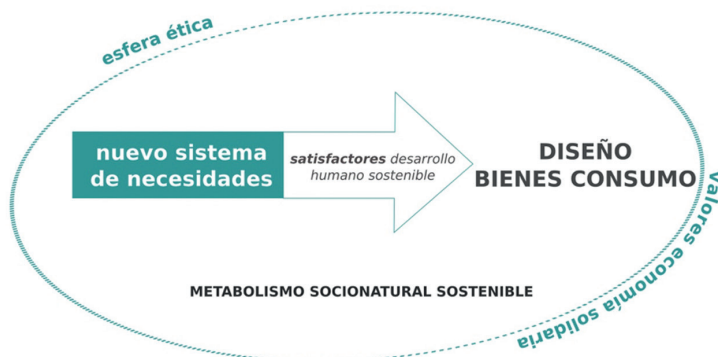 esfera ética
nuevo sistema
de necesidades
satisfactores desarrollo
humano sostenible
DISEÑO
BIENES CONSUMO
valores economía solidaria
METABOLISMO SOCIONATURAL SOSTENIBLE